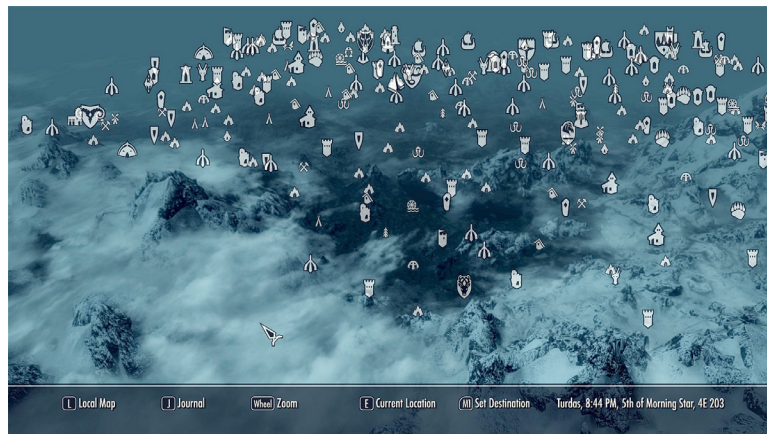 L Local Map J Journal Wheel Zoom E Current Location M1 Set Destination Turdas, 8:44 PM, 5th of Morning Star, 4E 203